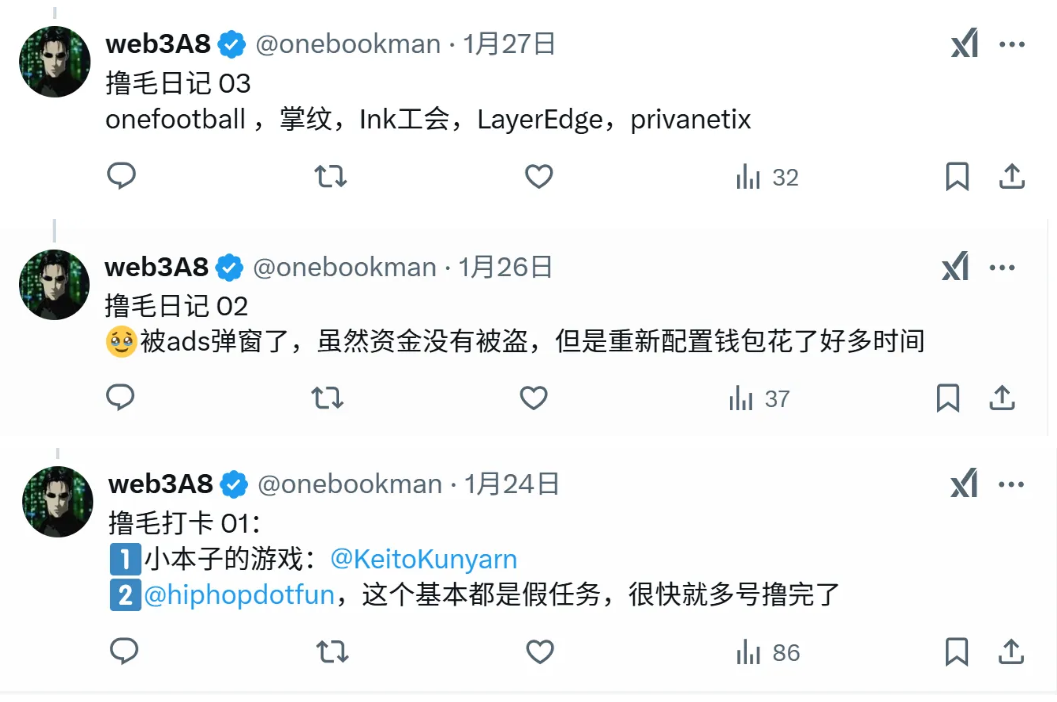 web3A8 @onebookman · 1月27日
撸毛日记 03
onefootball ，掌纹，Ink工会，LayerEdge，privanetix
32
web3A8 @onebookman · 1月26日
撸毛日记 02
🥹被ads弹窗了，虽然资金没有被盗，但是重新配置钱包花了好多时间
37
web3A8 @onebookman · 1月24日
撸毛打卡 01：
1️⃣小本子的游戏：@KeitoKunyarn
2️⃣@hiphopdotfun，这个基本都是假任务，很快就多号撸完了
86